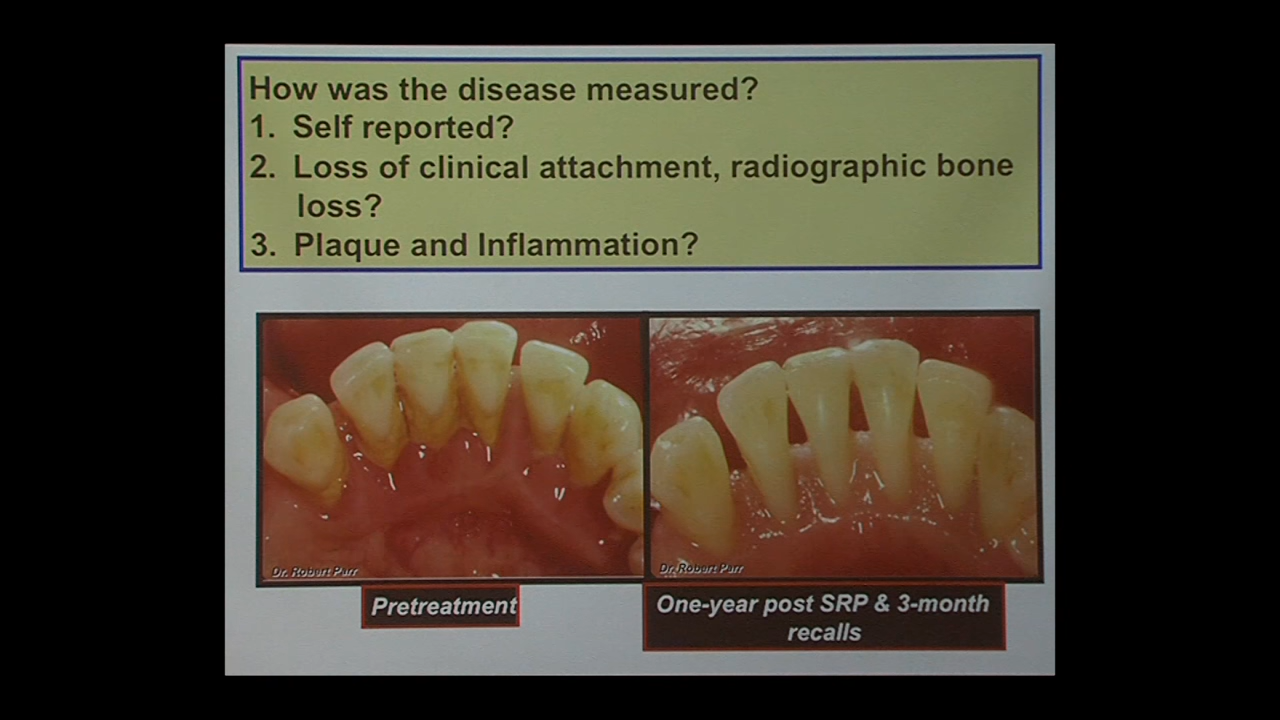 How was the disease measured?
1. Self reported?
2. Loss of clinical attachment, radiographic bone
loss?
3. Plaque and Inflammation?
Dr. Robert Parr
Dr. Robert Parr
Pretreatment
One-year post SRP & 3-month
recalls